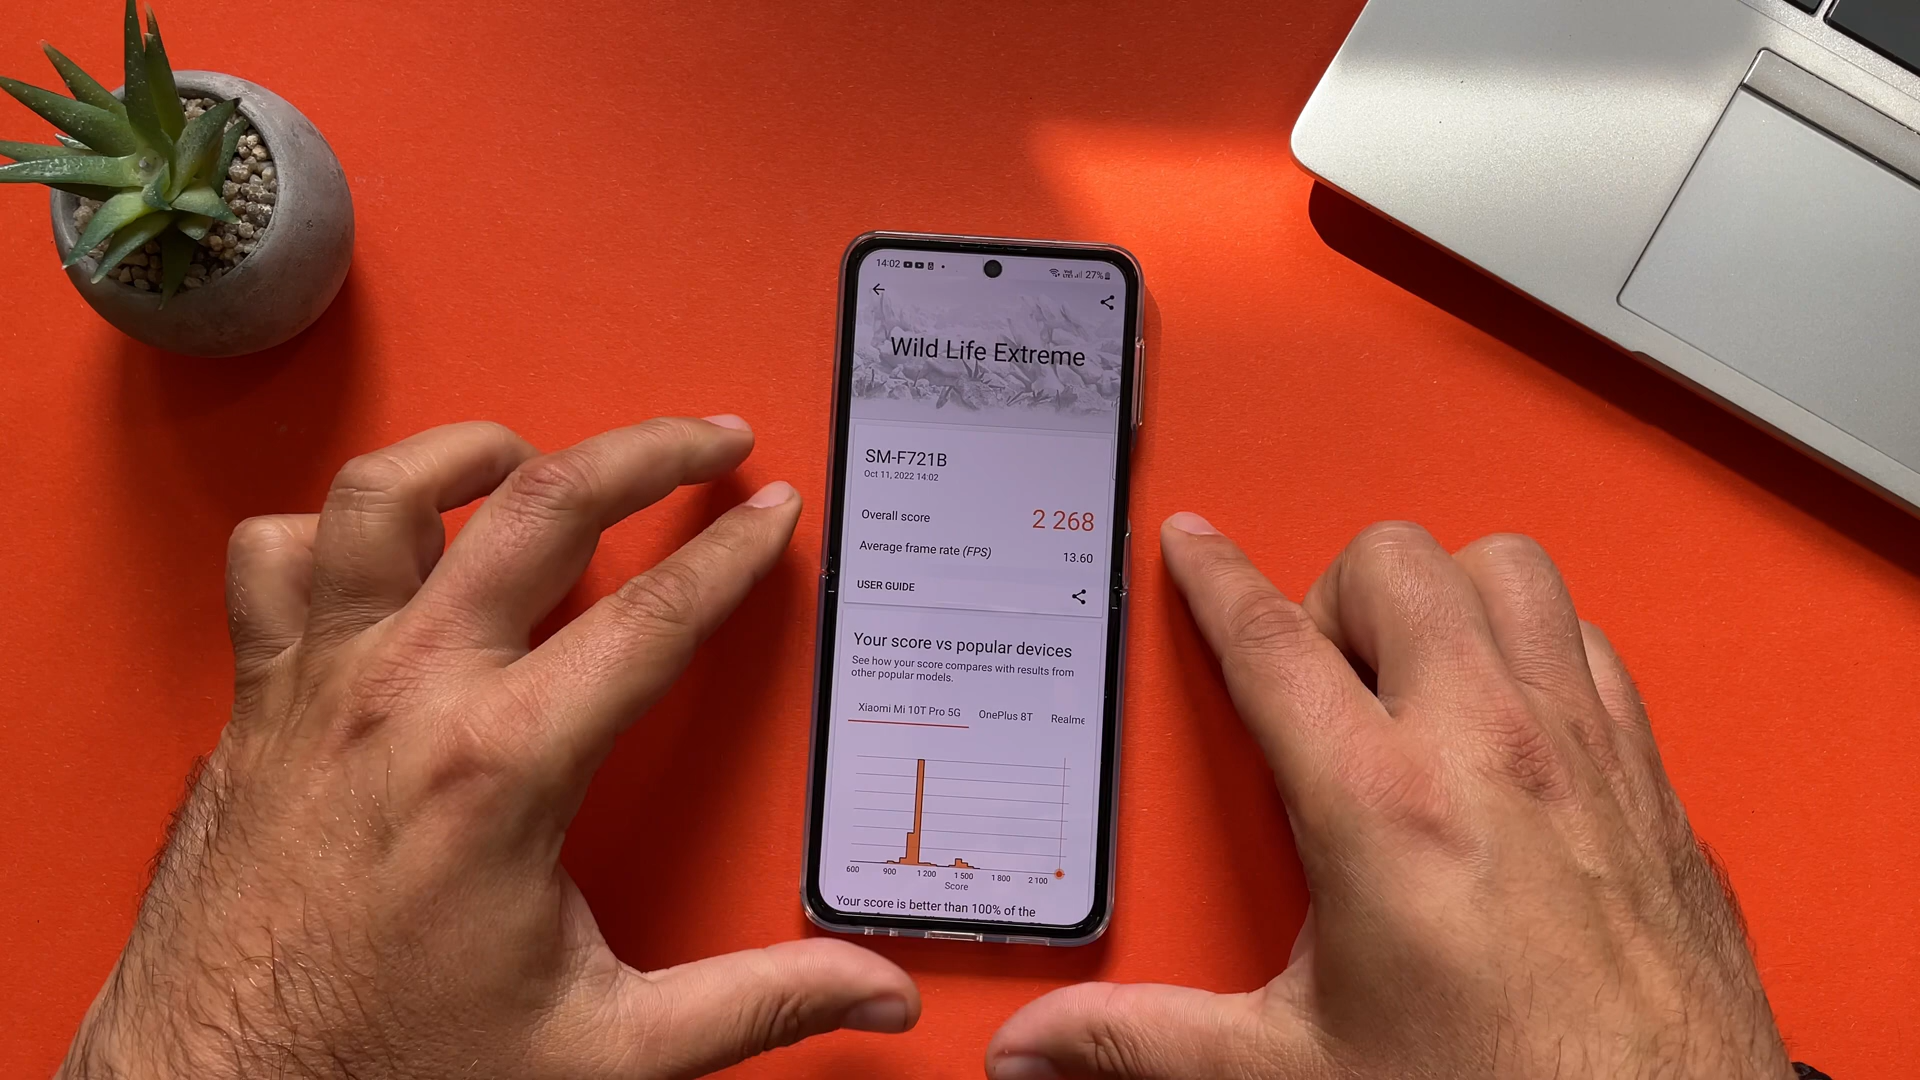 14:02
27%
Wild Life Extreme
SM-F721B
Oct 11, 2022 14:02
Overall score
2 268
Average frame rate (FPS)
13.60
USER GUIDE
Your score vs popular devices
See how your score compares with results from
other popular models.
Xiaomi Mi 10T Pro 5G OnePlus 8T Realme
600 900 1 200 1 500 1 800 2 100
Score
Your score is better than 100% of the